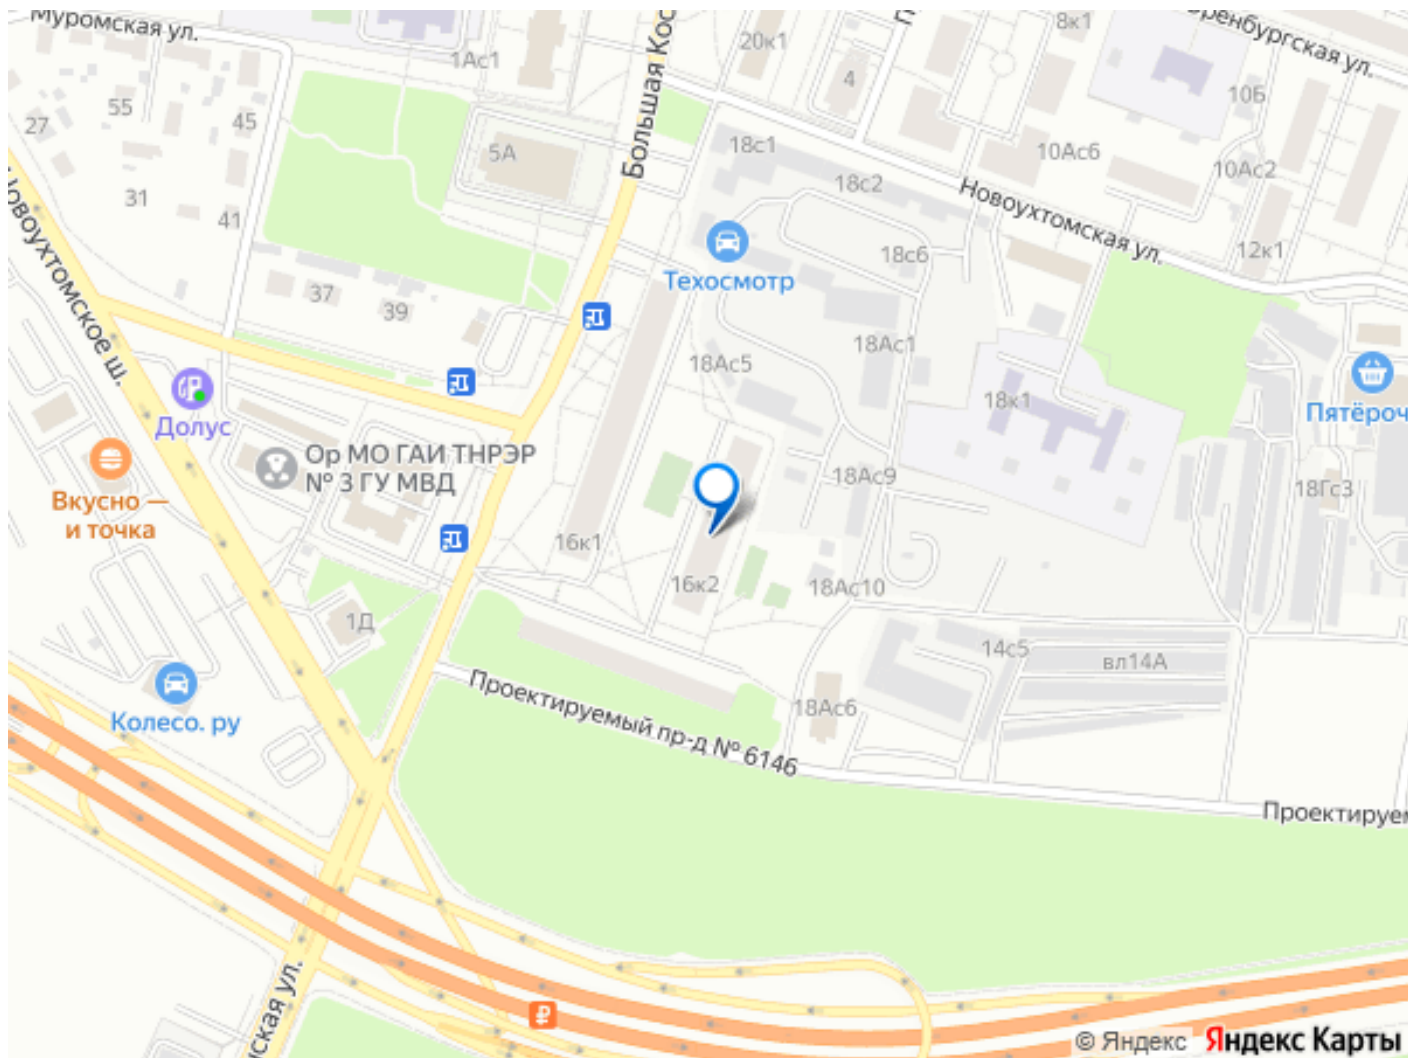 Муромская ул.
1Ас1
Большая Кос
20к1
8к1
Оренбургская ул.
4
10Б
55
27
45
5А
18с1
10Ас6
10Ас2
18с2
31
41
Новоухтомская ул.
12к1
18с6
Техосмотр
37
39
Новоухтомское ш.
18Ас5
18Ас1
18к1
Пятёроч
Долус
Ор МО ГАИ ТНРЭР
№ 3 ГУ МВД
Вкусно —
и точка
18Ас9
18Гс3
16к1
16к2
18Ас10
1Д
14с5
вл14А
Проектируемый пр-д № 6146
18Ас6
Колесо. ру
Проектируем
нская ул.
₽
© Яндекс Яндекс Карты